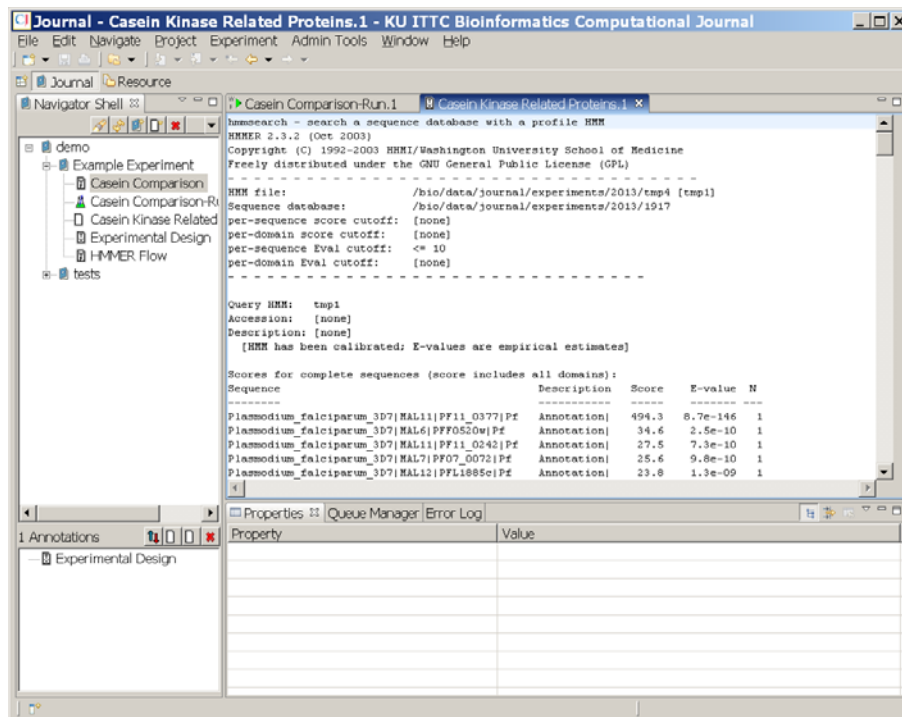 Journal - Casein Kinase Related Proteins.1 - KU ITTC Bioinformatics Computational Journal
File Edit Navigate Project Experiment Admin Tools Window Help
Journal Resource
Navigator Shell
demo
Example Experiment
Casein Comparison
Casein Comparison-Ru
Casein Kinase Related
Experimental Design
HMMER Flow
tests
Casein Comparison-Run.1 Casein Kinase Related Proteins.1
hmmsearch - search a sequence database with a profile HMM
HMMER 2.3.2 (Oct 2003)
Copyright (C) 1992-2003 HHMI/Washington University School of Medicine
Freely distributed under the GNU General Public License (GPL)
- - - - - - - - - - - - - - - - - - - - - - - - - - - - - - - -
HMM file: /bio/data/journal/experiments/2013/tmp4 [tmp1]
Sequence database: /bio/data/journal/experiments/2013/1917
per-sequence score cutoff: [none]
per-domain score cutoff: [none]
per-sequence Eval cutoff: <= 10
per-domain Eval cutoff: [none]
- - - - - - - - - - - - - - - - - - - - - - - - - - - - -
Query HMM: tmp1
Accession: [none]
Description: [none]
[HMM has been calibrated; E-values are empirical estimates]
Scores for complete sequences (score includes all domains):
Sequence Description Score E-value N
-------- ----------- ----- ------- ---
Plasmodium_falciparum_3D7|MAL11|PF11_0377|Pf Annotation| 494.3 8.7e-146 1
Plasmodium_falciparum_3D7|MAL6|PFF0520w|Pf Annotation| 34.6 2.5e-10 1
Plasmodium_falciparum_3D7|MAL11|PF11_0242|Pf Annotation| 27.5 7.3e-10 1
Plasmodium_falciparum_3D7|MAL7|PF07_0072|Pf Annotation| 25.6 9.8e-10 1
Plasmodium_falciparum_3D7|MAL12|PFL1885c|Pf Annotation| 23.8 1.3e-09 1
1 Annotations
Experimental Design
Properties Queue Manager Error Log
Property Value